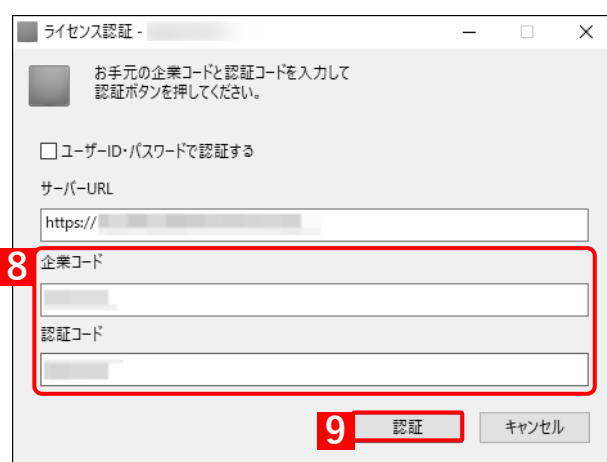 ライセンス認証 -
お手元の企業コードと認証コードを入力して
認証ボタンを押してください。
ユーザーID・パスワードで認証する
サーバーURL
https://
8
企業コード
認証コード
9
認証
キャンセル